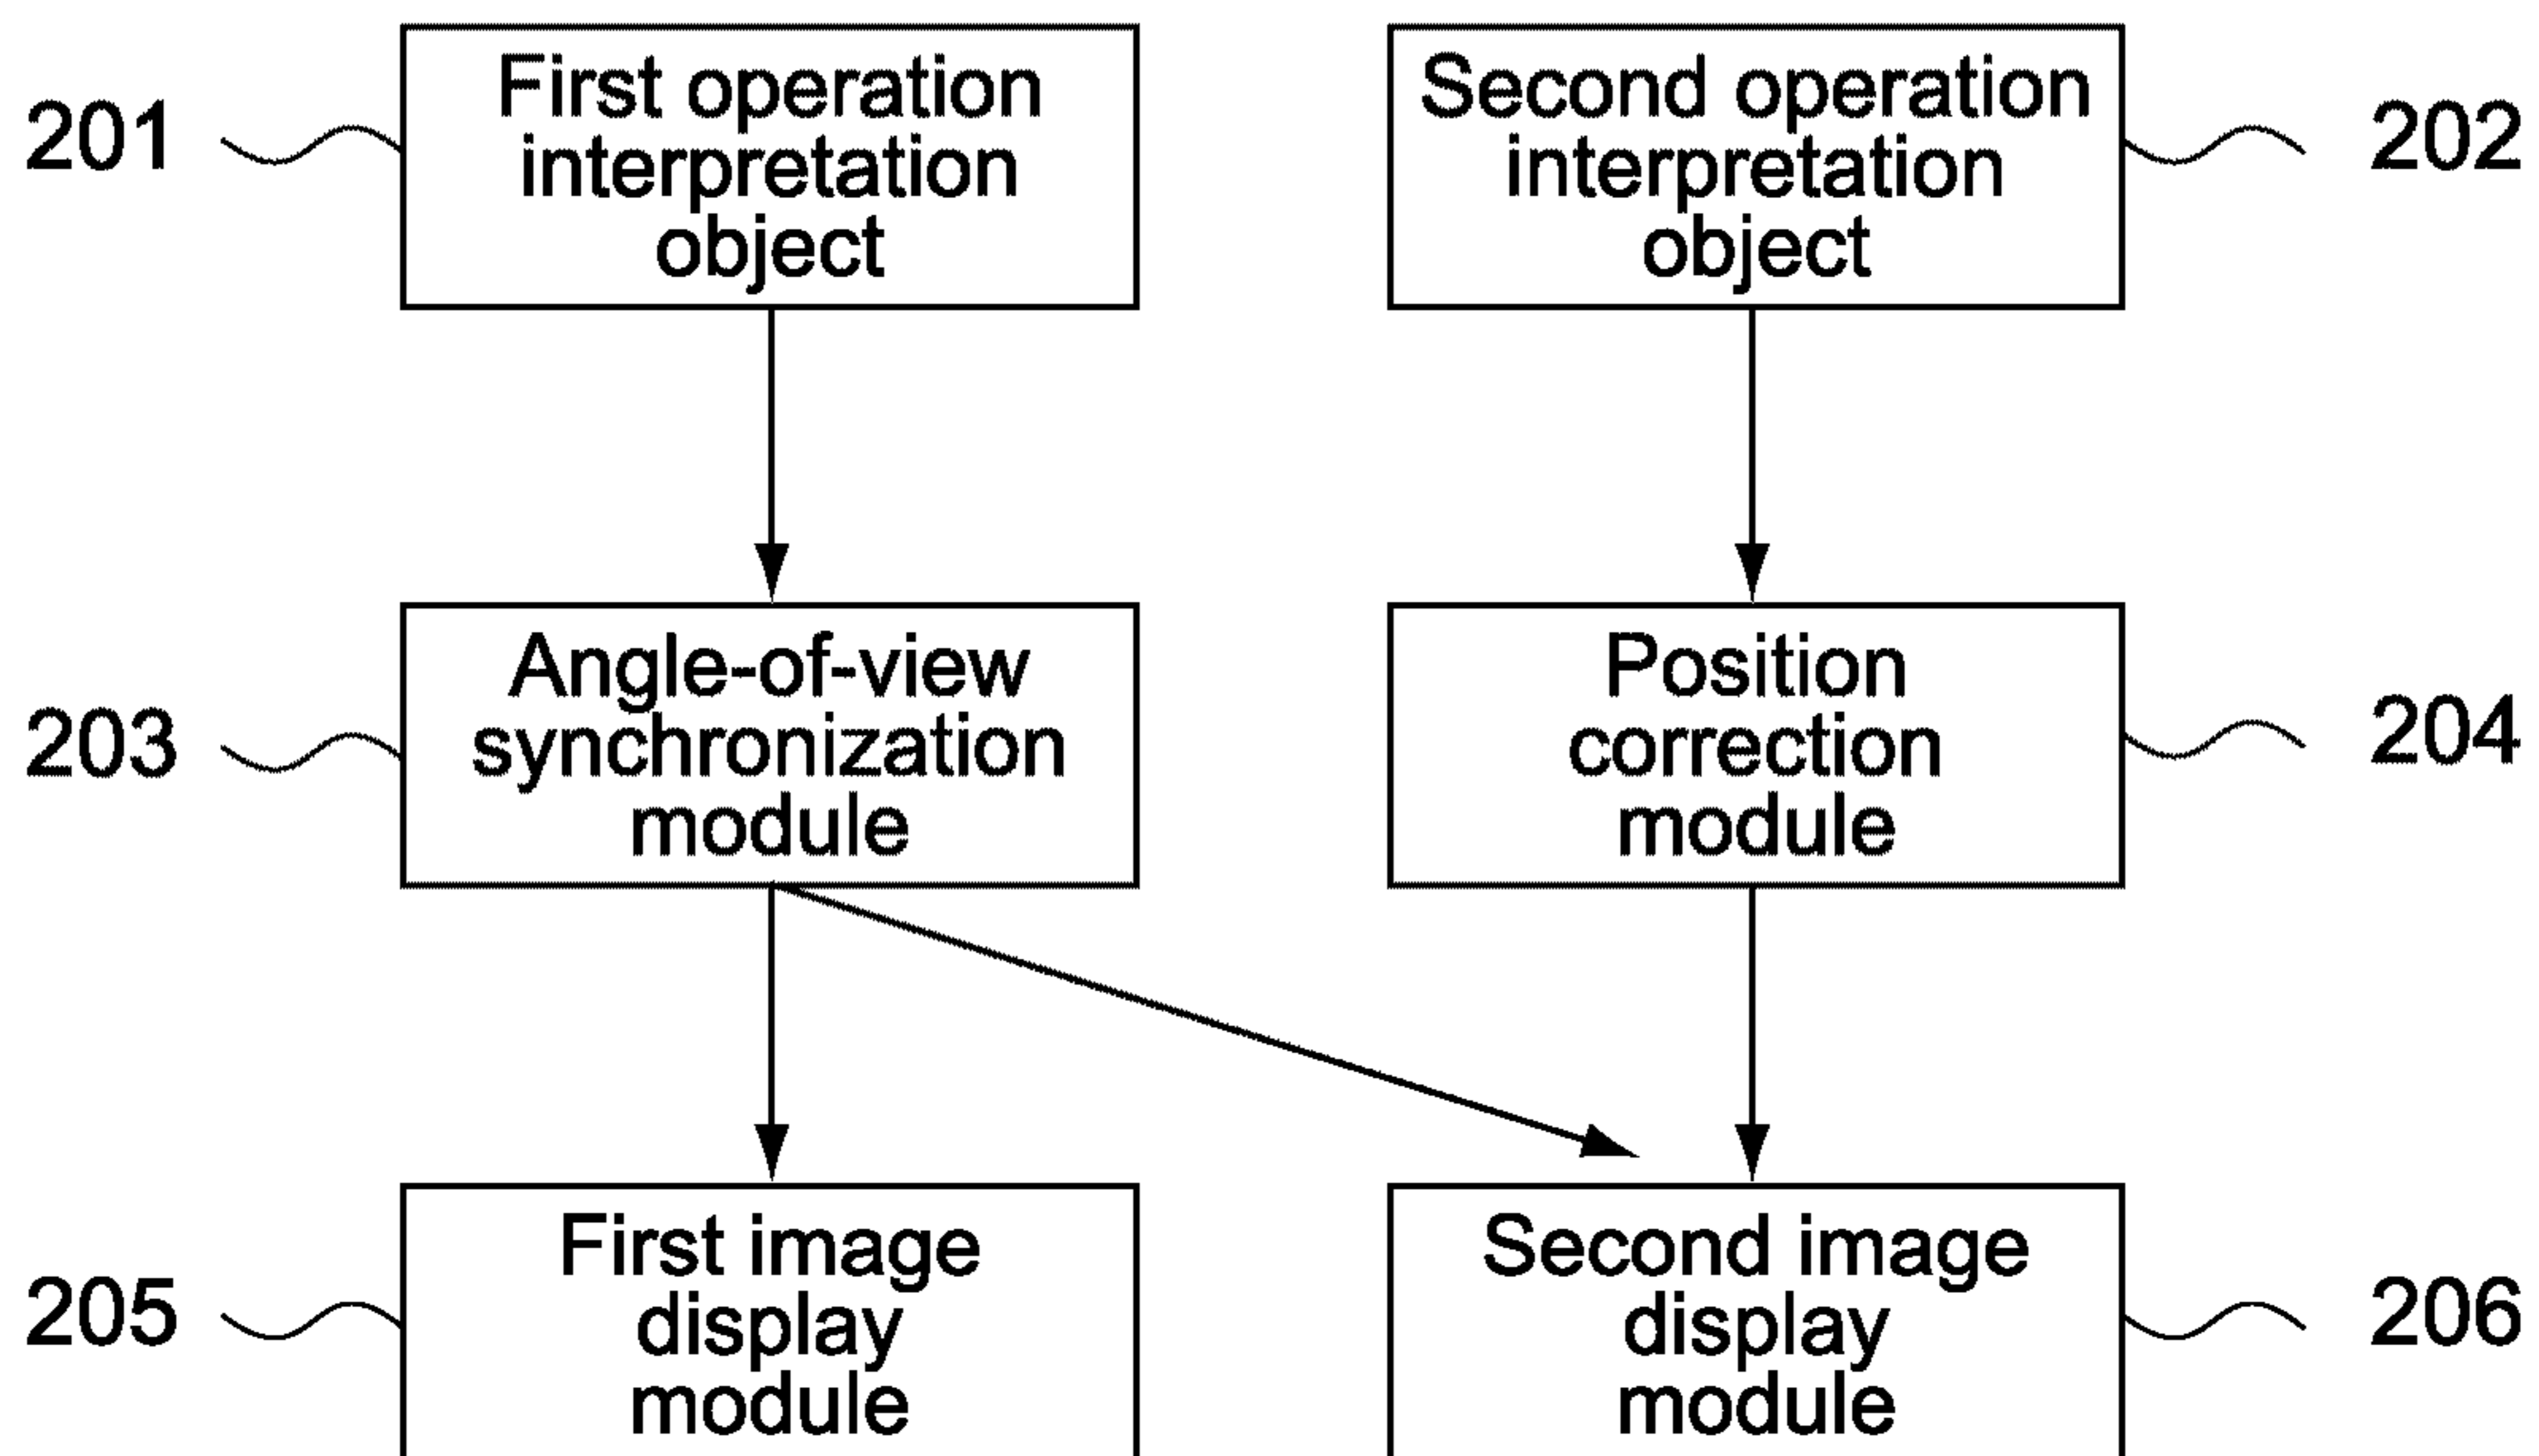 201
First operation
interpretation
object
Second operation
interpretation
object
202
203
Angle-of-view
synchronization
module
Position
correction
module
204
205
First image
display
module
Second image
display
module
206